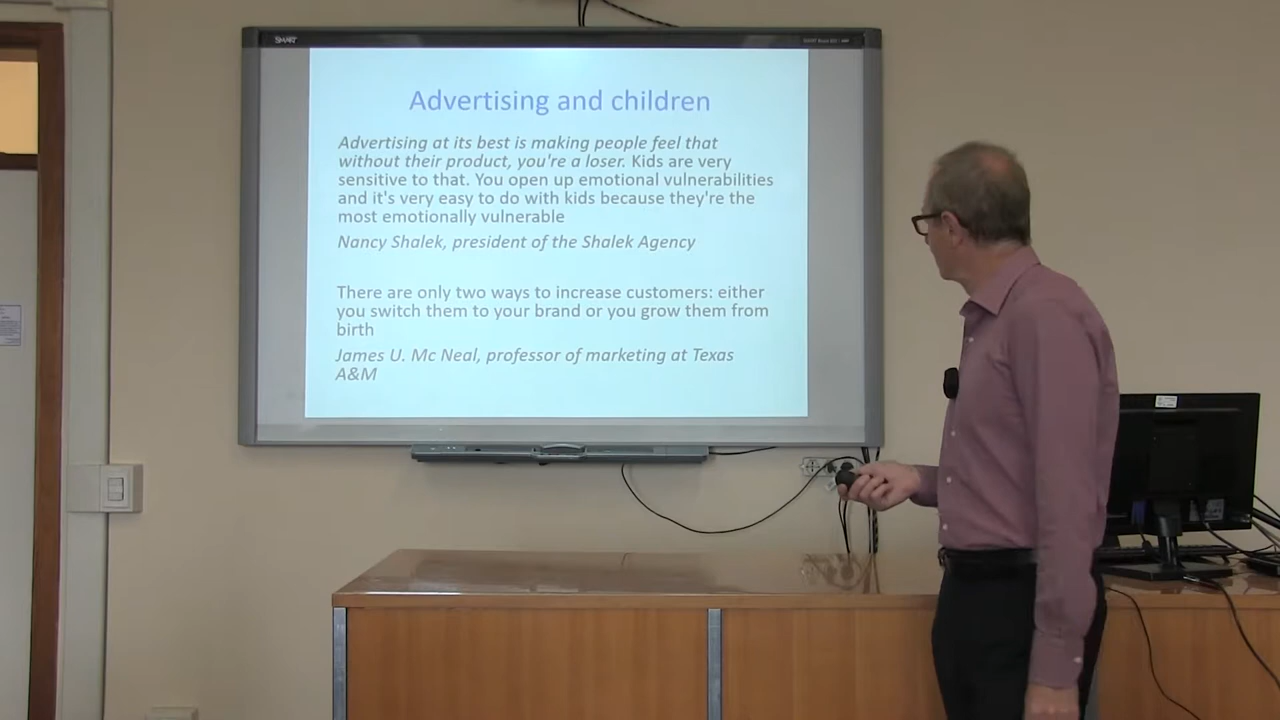 SMART
Advertising and children
Advertising at its best is making people feel that
without their product, you're a loser. Kids are very
sensitive to that. You open up emotional vulnerabilities
and it's very easy to do with kids because they're the
most emotionally vulnerable
Nancy Shalek, president of the Shalek Agency
There are only two ways to increase customers: either
you switch them to your brand or you grow them from
birth
James U. Mc Neal, professor of marketing at Texas
A&M